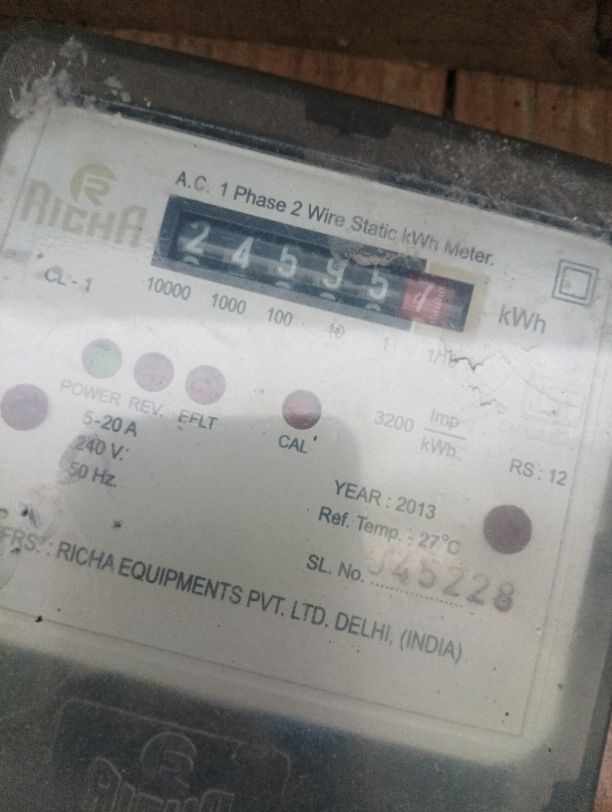 RICHA
A.C. 1 Phase 2 Wire Static kWh Meter.
2 4 5 9 5 7
kWh
CL - 1
10000 1000 100 10 1 1/10
POWER REV. EFLT
CAL
3200 Imp
kWh
5-20 A
240 V:
50 Hz.
RS : 12
YEAR : 2013
Ref. Temp. : 27°C
SL. No. 
FRS. : RICHA EQUIPMENTS PVT. LTD. DELHI, (INDIA)
RICHA